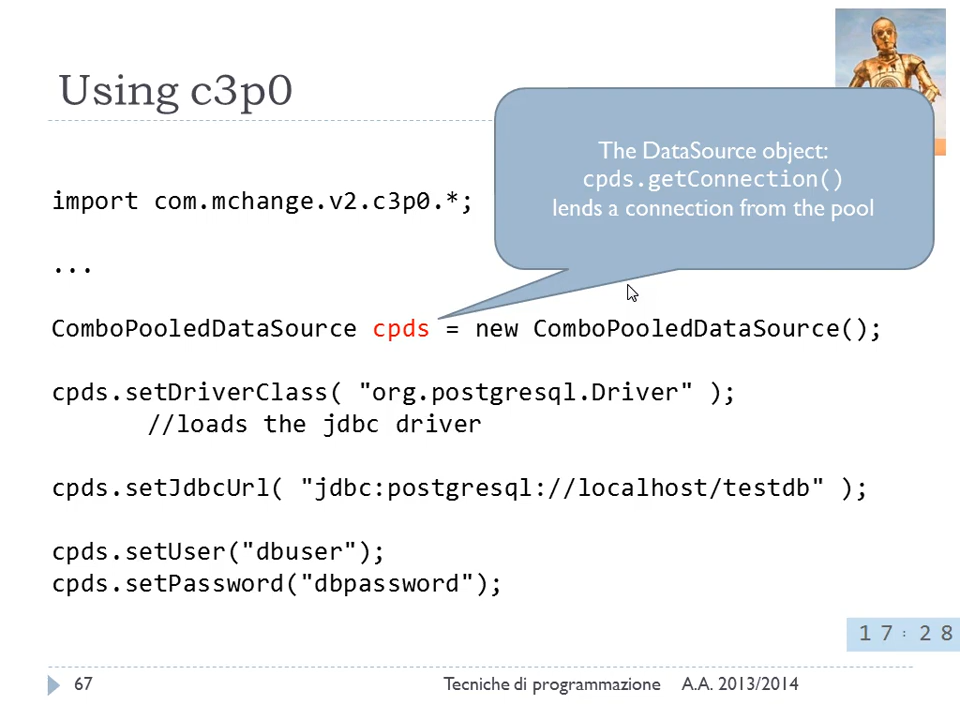 Using c3p0
The DataSource object:
cpds.getConnection()
lends a connection from the pool
import com.mchange.v2.c3p0.*;
...
ComboPooledDataSource cpds = new ComboPooledDataSource();
cpds.setDriverClass( "org.postgresql.Driver" );
//loads the jdbc driver
cpds.setJdbcUrl( "jdbc:postgresql://localhost/testdb" );
cpds.setUser("dbuser");
cpds.setPassword("dbpassword");
17:28
67 Tecniche di programmazione A.A. 2013/2014